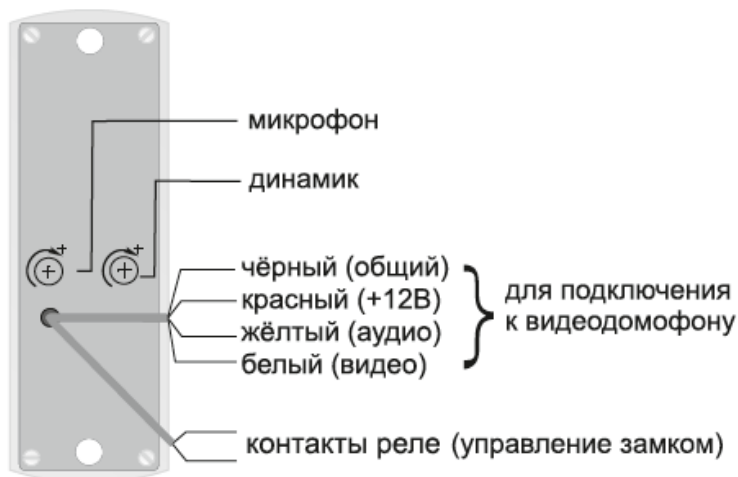 микрофон
динамик
чёрный (общий)
красный (+12В)
жёлтый (аудио)
белый (видео)
для подключения
к видеодомофону
контакты реле (управление замком)